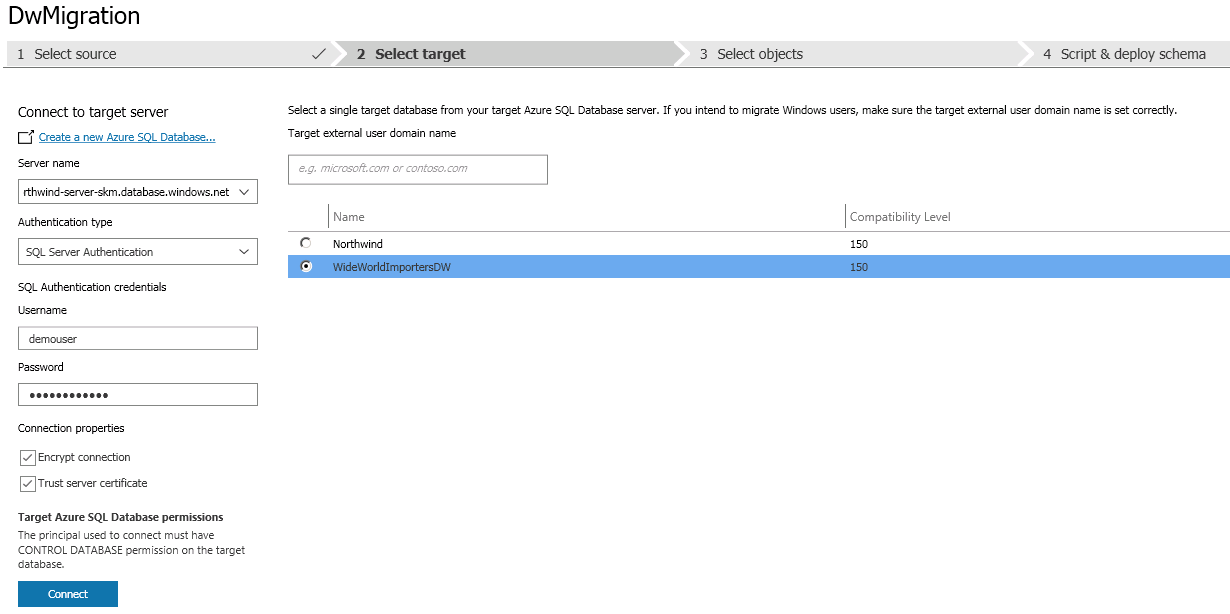 DwMigration
1 Select source
2 Select target
3 Select objects
4 Script & deploy schema
Connect to target server
Create a new Azure SQL Database...
Server name
rthwind-server-skm.database.windows.net
Authentication type
SQL Server Authentication
SQL Authentication credentials
Username
demouser
Password
••••••••••••
Connection properties
Encrypt connection
Trust server certificate
Target Azure SQL Database permissions
The principal used to connect must have
CONTROL DATABASE permission on the target
database.
Connect
Select a single target database from your target Azure SQL Database server. If you intend to migrate Windows users, make sure the target external user domain name is set correctly.
Target external user domain name
e.g. microsoft.com or contoso.com
Name Compatibility Level
Northwind 150
WideWorldImportersDW 150